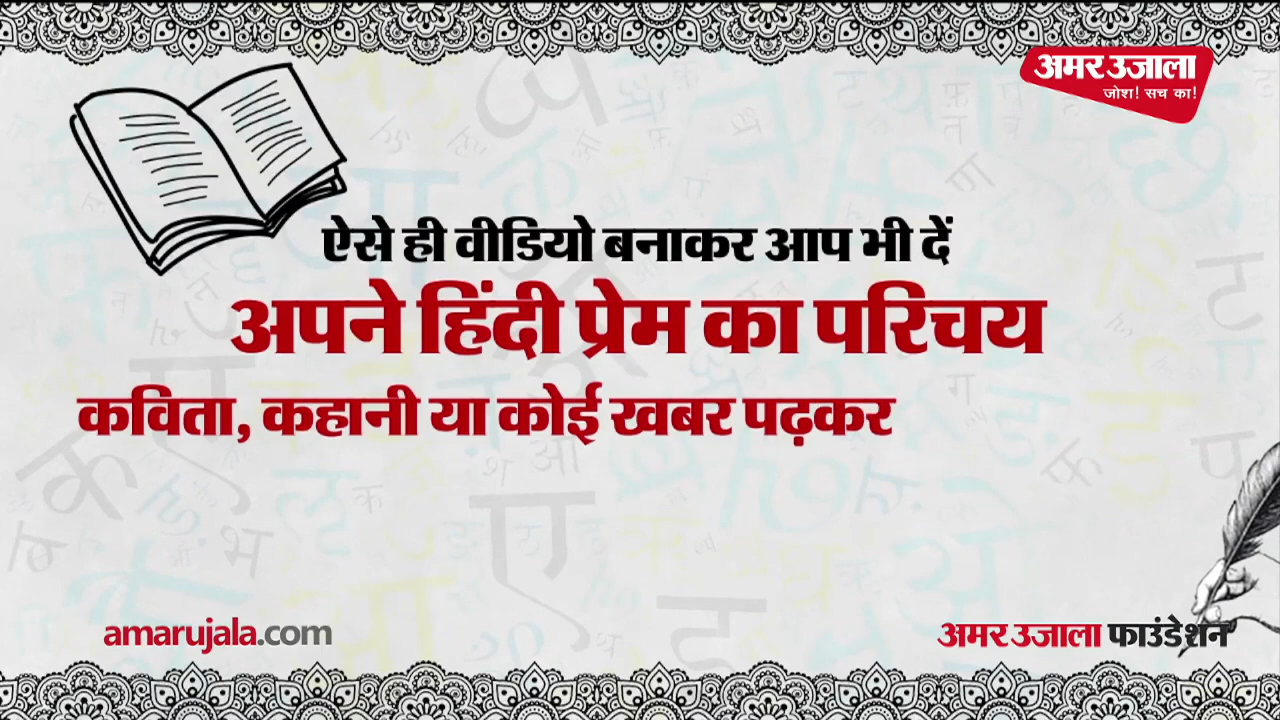 अमर उजाला
जोश! सच का!
ऐसे ही वीडियो बनाकर आप भी दें
अपने हिंदी प्रेम का परिचय
कविता, कहानी या कोई खबर पढ़कर
amarujala.com
अमर उजाला फाउंडेशन